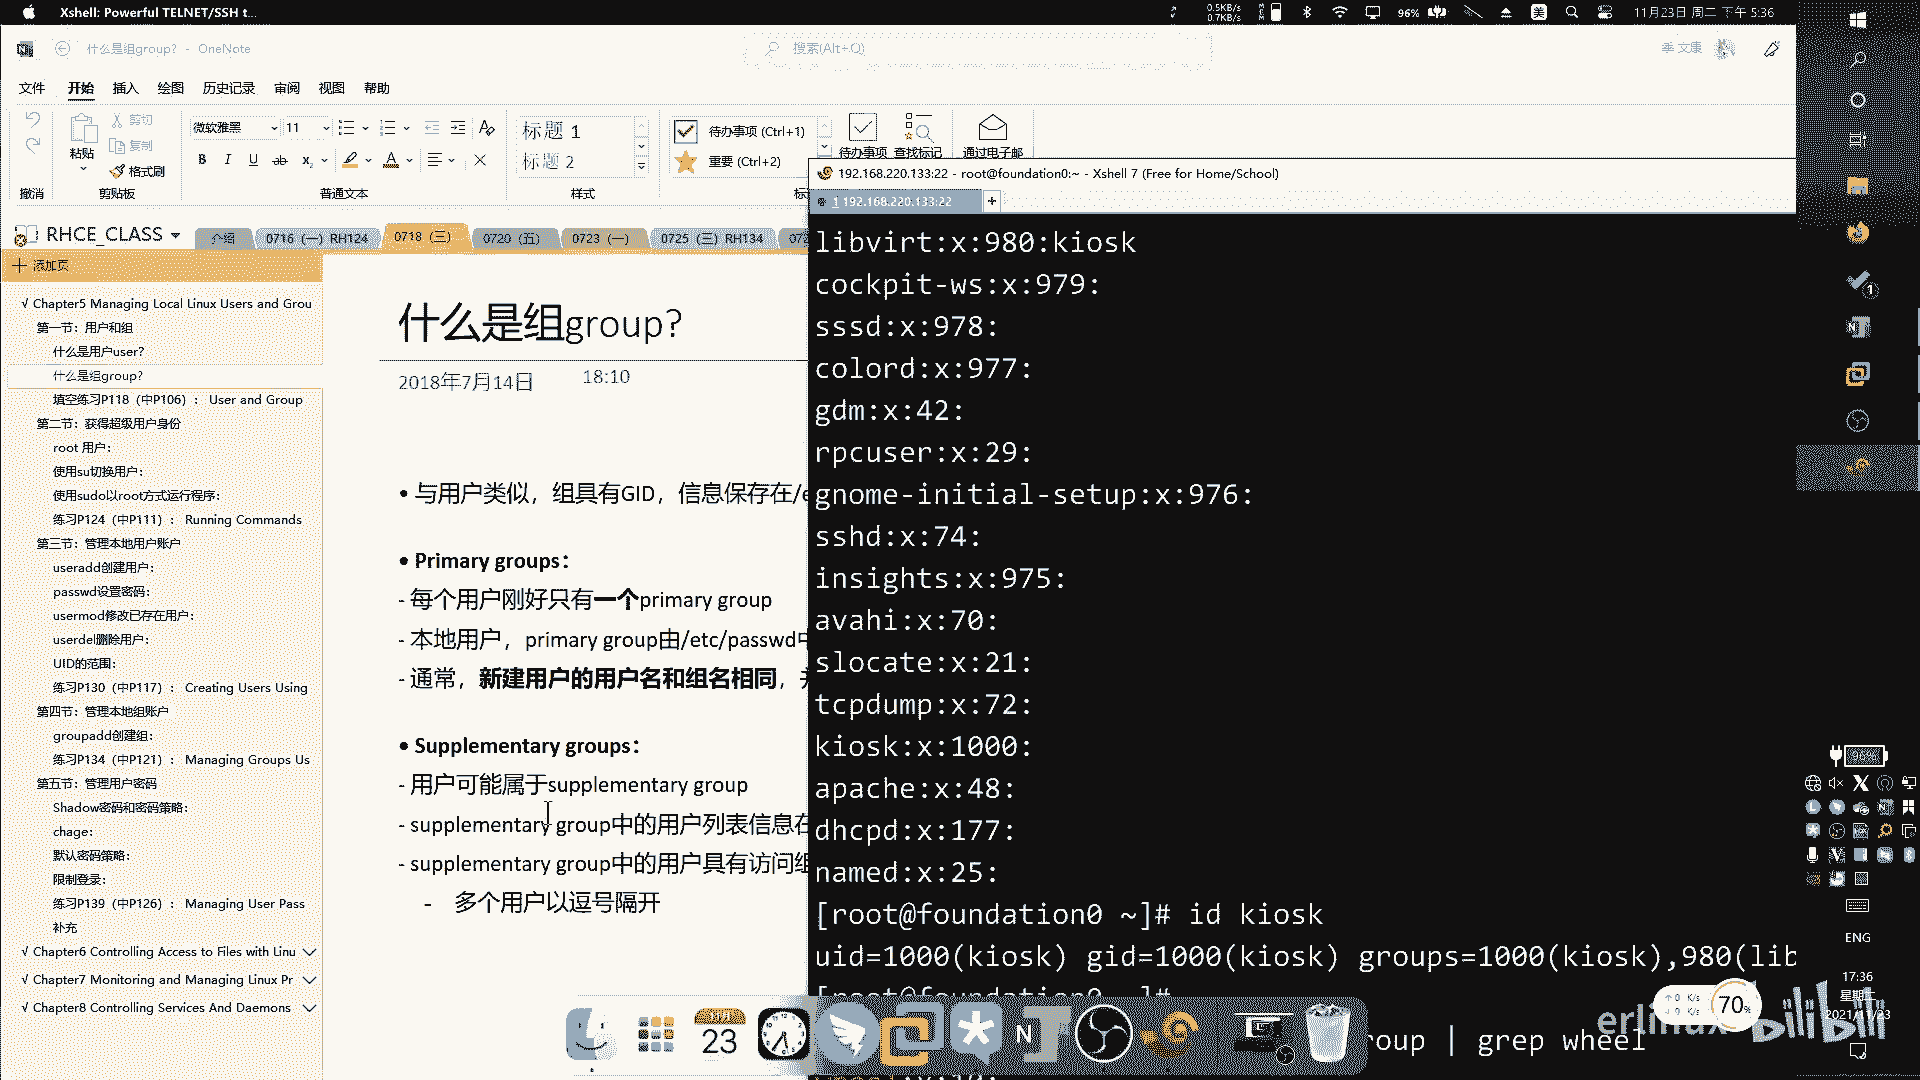 Xshell: Powerful TELNET/SSH t...
0.5KB/s
0.7KB/s
96%
美
11月23日 周二 下午 5:36
什么是组group? - OneNote
搜索(Alt+Q)
季 文康
文件 开始 插入 绘图 历史记录 审阅 视图 帮助
粘贴
剪切
复制
格式刷
微软雅黑 11
标题 1
标题 2
待办事项 (Ctrl+1)
重要 (Ctrl+2)
待办事项 查找标记 通过电子邮
撤消 剪贴板 普通文本 样式
192.168.220.133:22 - root@foundation0:~ - Xshell 7 (Free for Home/School)
1 192.168.220.133:22
RHCE_CLASS
介绍 0716（一）RH124 0718（三） 0720（五） 0723（一） 0725（三）RH134
添加页
√ Chapter5 Managing Local Linux Users and Grou
第一节：用户和组
什么是用户user?
什么是组group?
填空练习P118（中P106）： User and Group
第二节：获得超级用户身份
root 用户：
使用su切换用户：
使用sudo以root方式运行程序：
练习P124（中P111）： Running Commands
第三节：管理本地用户账户
useradd创建用户：
passwd设置密码：
usermod修改已存在用户：
userdel删除用户：
UID的范围：
练习P130（中P117）： Creating Users Using
第四节：管理本地组账户
groupadd创建组：
练习P134（中P121）： Managing Groups Us
第五节：管理用户密码
Shadow密码和密码策略：
chage：
默认密码策略：
限制登录：
练习P139（中P126）： Managing User Pass
补充
√ Chapter6 Controlling Access to Files with Linu
√ Chapter7 Monitoring and Managing Linux Pr
√ Chapter8 Controlling Services And Daemons
什么是组group?
2018年7月14日 18:10
• 与用户类似，组具有GID，信息保存在/e
• Primary groups：
- 每个用户刚好只有一个primary group
- 本地用户，primary group由/etc/passwd中
- 通常，新建用户的用户名和组名相同，
• Supplementary groups：
- 用户可能属于supplementary group
- supplementary group中的用户列表信息在
- supplementary group中的用户具有访问组
- 多个用户以逗号隔开
libvirt:x:980:kiosk
cockpit-ws:x:979:
sssd:x:978:
colord:x:977:
gdm:x:42:
rpcuser:x:29:
gnome-initial-setup:x:976:
sshd:x:74:
insights:x:975:
avahi:x:70:
slocate:x:21:
tcpdump:x:72:
kiosk:x:1000:
apache:x:48:
dhcpd:x:177:
named:x:25:
[root@foundation0 ~]# id kiosk
uid=1000(kiosk) gid=1000(kiosk) groups=1000(kiosk),980(lib
[root@foundation0 ~]#
roup | grep wheel
23
96%
ENG
17:36
星期二
2021/11/23
0 K/s
0 K/s
70%
erlinux
bilibili